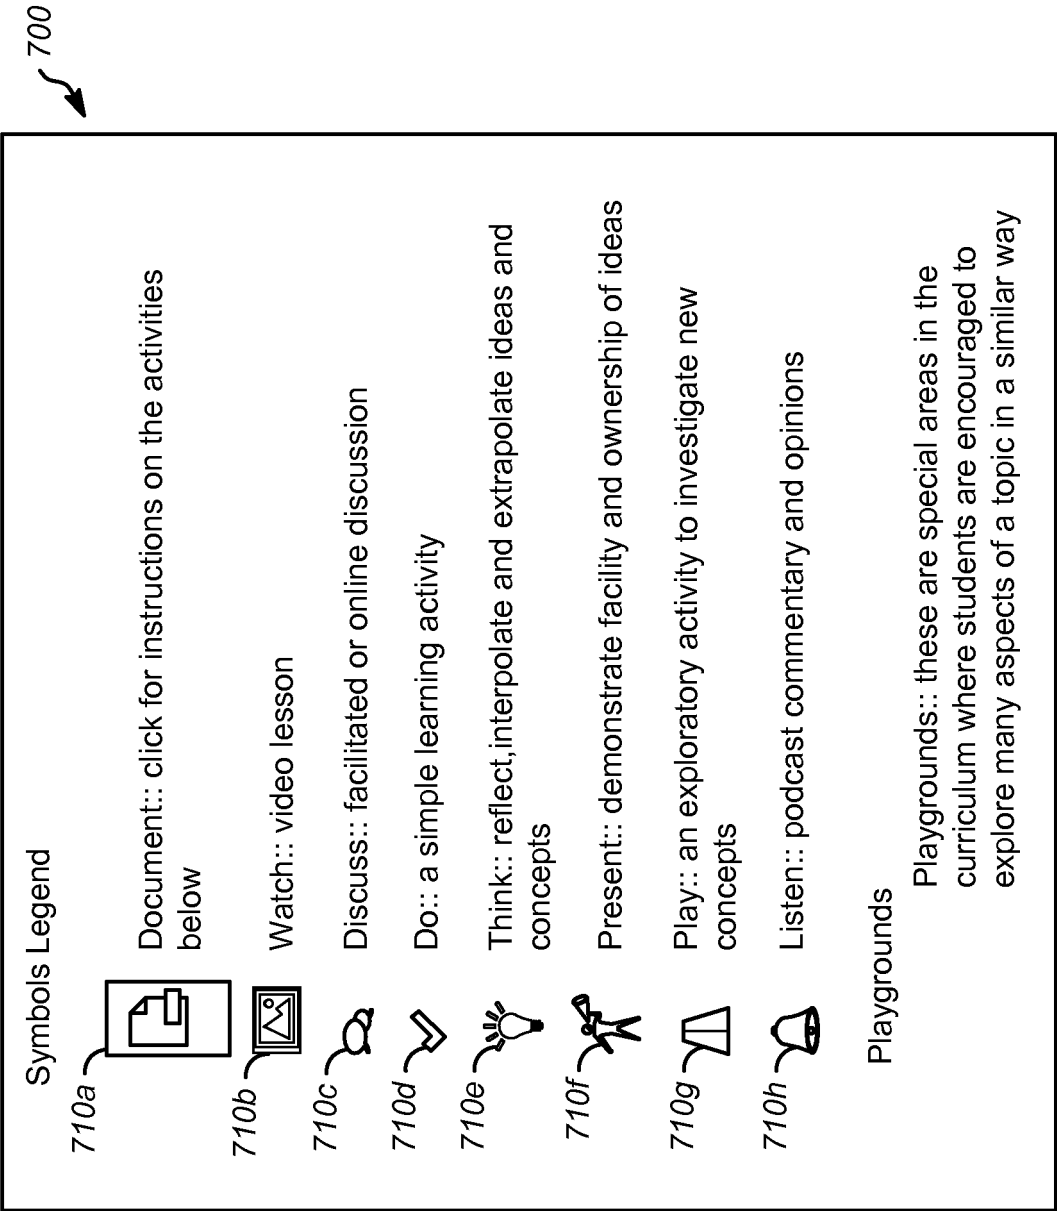 700
Symbols Legend
710a
Document:: click for instructions on the activities
below
710b
Watch:: video lesson
710c
Discuss:: facilitated or online discussion
710d
Do:: a simple learning activity
710e
Think:: reflect,interpolate and extrapolate ideas and
concepts
710f
Present:: demonstrate facility and ownership of ideas
710g
Play:: an exploratory activity to investigate new
concepts
710h
Listen:: podcast commentary and opinions
Playgrounds
Playgrounds:: these are special areas in the
curriculum where students are encouraged to
explore many aspects of a topic in a similar way